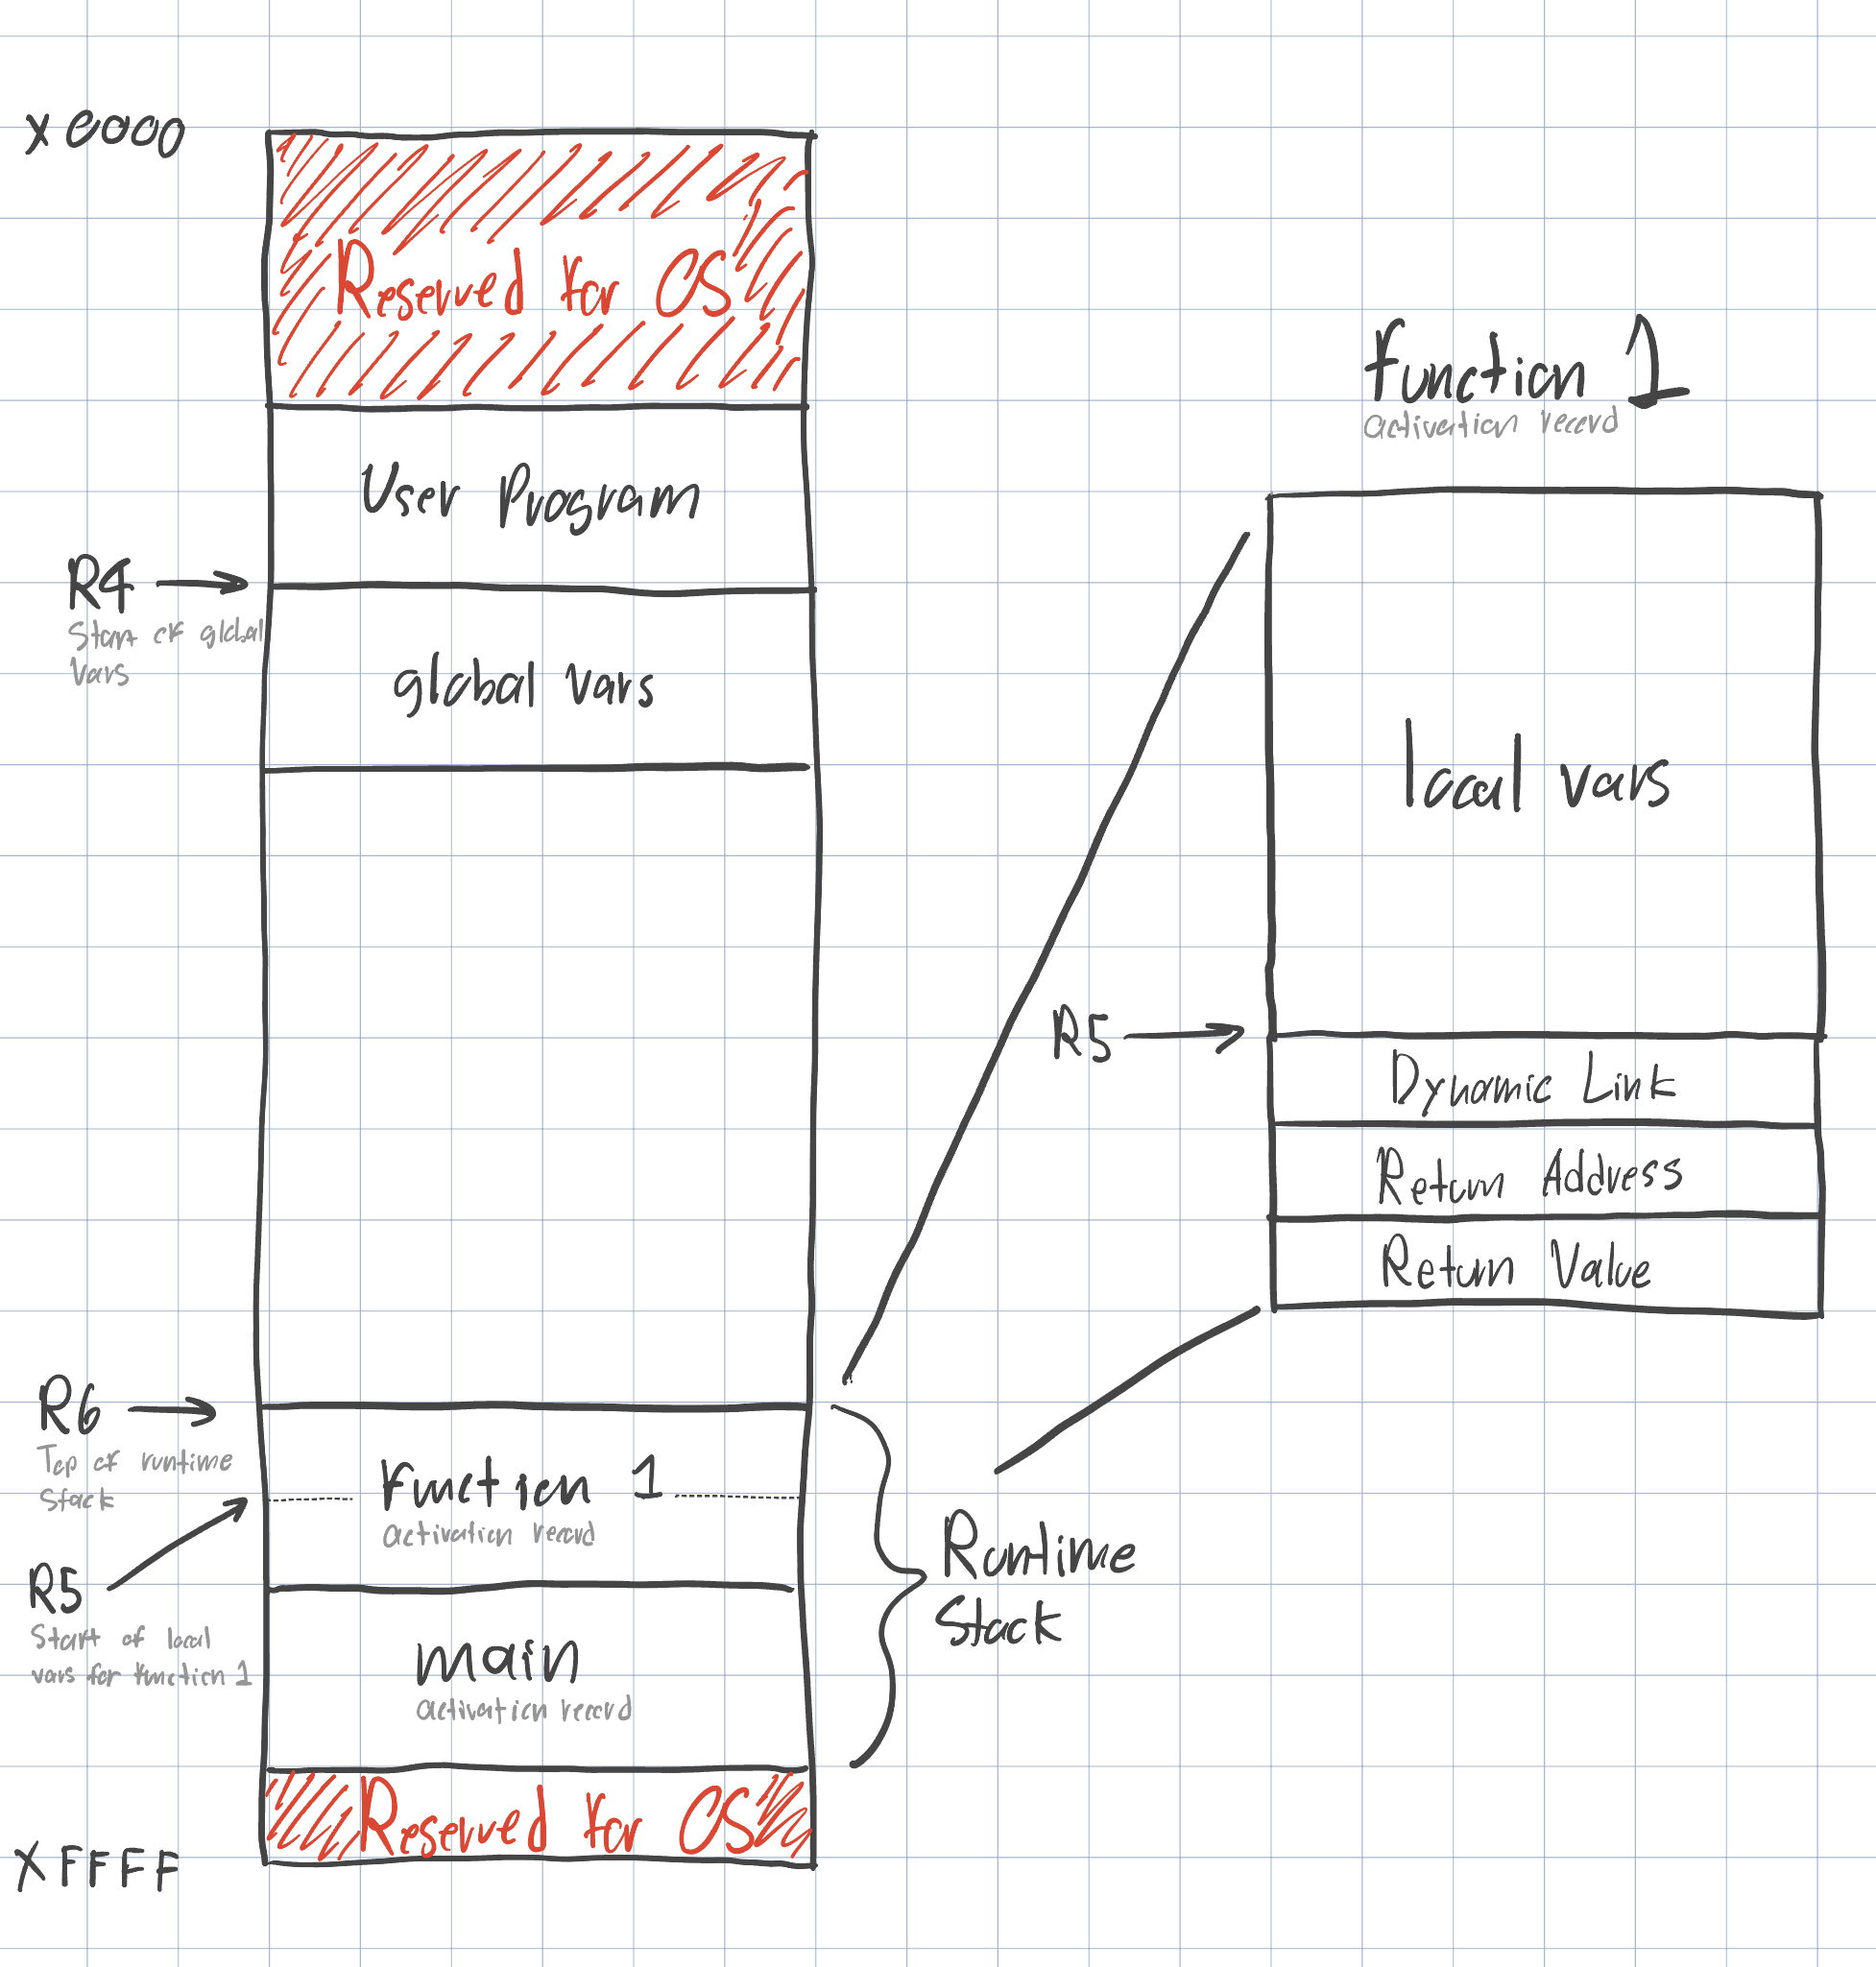 x0000
Reserved for OS
User Program
R4
Start of global
vars
global vars
R6
Top of runtime
Stack
Function 1
activation record
R5
Start of local
vars for function 1
main
activation record
Runtime
Stack
Reserved for OS
xFFFF
Function 1
activation record
local vars
R5
Dynamic Link
Return Address
Return Value